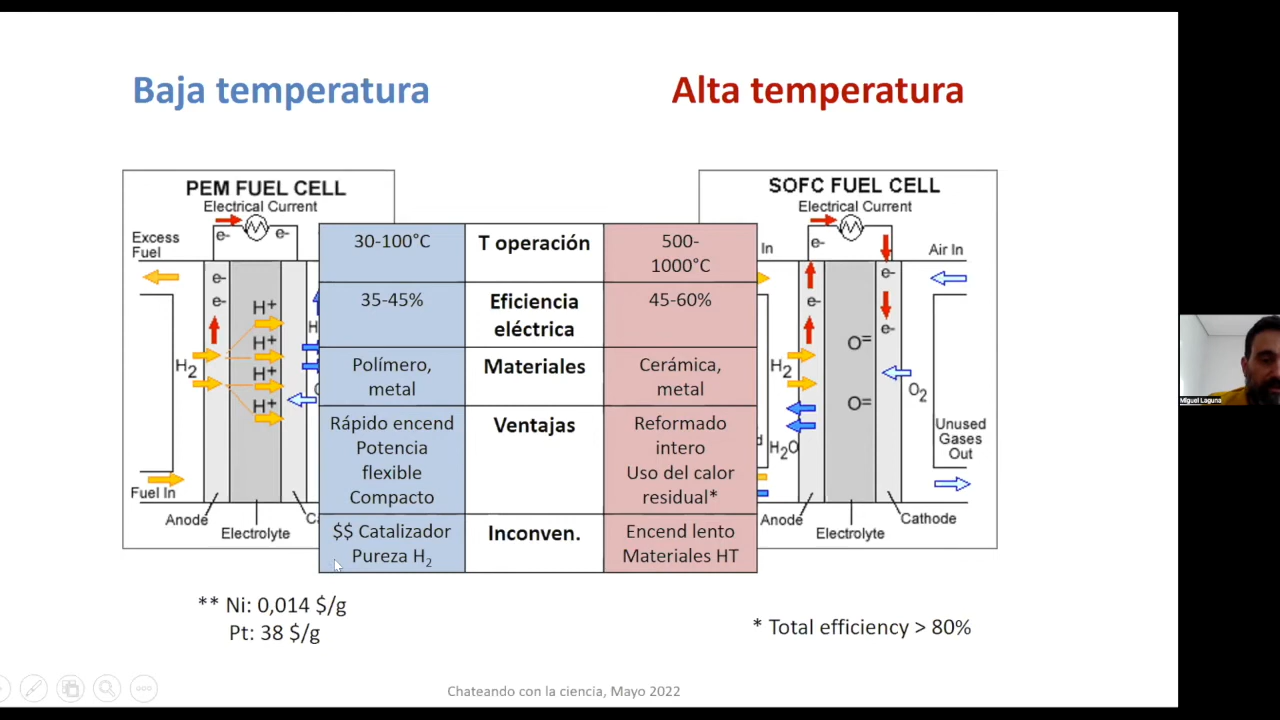 Baja temperatura
Alta temperatura
PEM FUEL CELL
Electrical Current
e- e-
Excess
Fuel
e-
e-
H+
H+
H+
H+
H2
Fuel In
Anode
Electrolyte
30-100°C
T operación
500-
1000°C
35-45%
Eficiencia
eléctrica
45-60%
Polímero,
metal
Materiales
Cerámica,
metal
Rápido encend
Potencia
flexible
Compacto
Ventajas
Reformado
intero
Uso del calor
residual*
$$ Catalizador
Pureza H₂
Inconven.
Encend lento
Materiales HT
SOFC FUEL CELL
Electrical Current
In
e-
Air In
e-
e-
e-
O=
O=
H2
O2
H2O
Unused
Gases
Out
Anode
Cathode
Electrolyte
** Ni: 0,014 $/g
Pt: 38 $/g
* Total efficiency > 80%
Chateando con la ciencia, Mayo 2022
Miguel Laguna